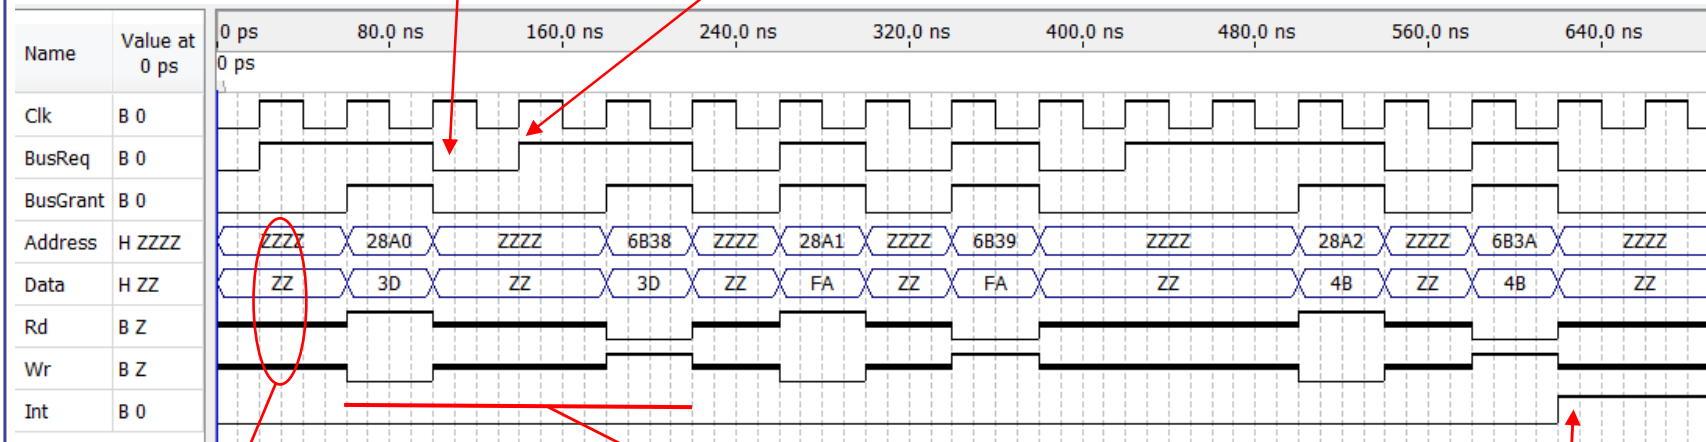 Name Value at 0 ps 0 ps 80.0 ns 160.0 ns 240.0 ns 320.0 ns 400.0 ns 480.0 ns 560.0 ns 640.0 ns
0 ps
Clk B 0
BusReq B 0
BusGrant B 0
Address H ZZZZ ZZZZ 28A0 ZZZZ 6B38 ZZZZ 28A1 ZZZZ 6B39 ZZZZ 28A2 ZZZZ 6B3A ZZZZ
Data H ZZ ZZ 3D ZZ 3D ZZ FA ZZ FA ZZ 4B ZZ 4B ZZ
Rd B Z
Wr B Z
Int B 0